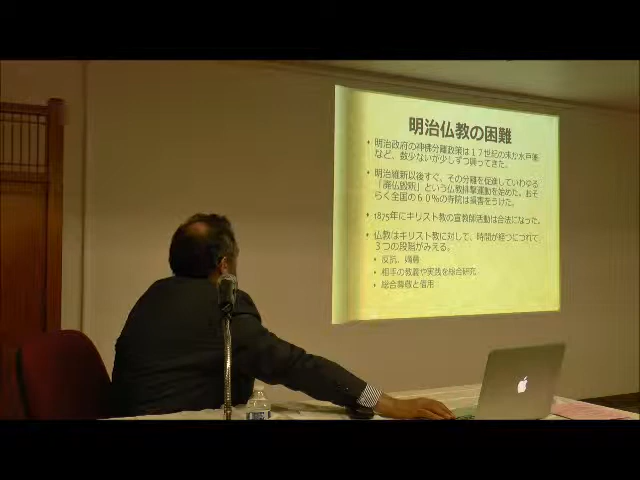 明治仏教の困難
• 明治政府の神佛分離政策は17世紀の末か水戸藩
など、数少ないが少しずつ興ってきた。
• 明治維新以後すぐ、その分離を促進していわゆる
「廃仏毀釈」という仏教排撃運動を始めた。おそ
らく全国の60%の寺院は損害をうけた。
• 1875年にキリスト教の宣教師活動は合法になった。
• 仏教はキリスト教に対して、時間が経つにつれて
3つの段階がみえる。
• 反抗、
• 相手の教義や実践を総合研究
• 総合尊敬と借用